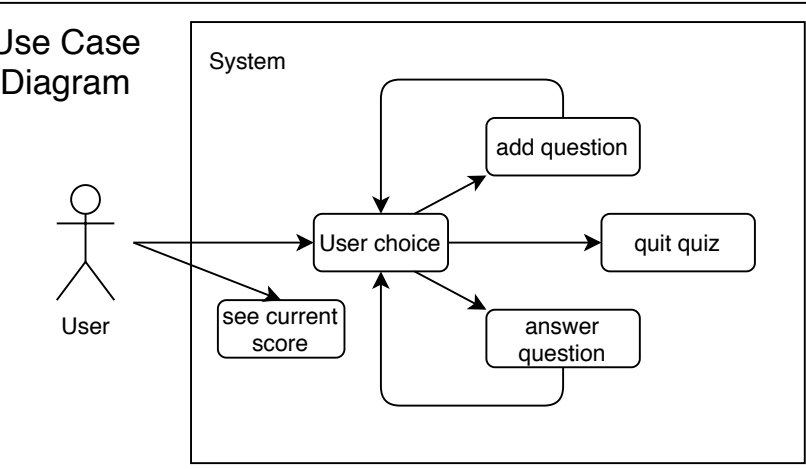 Use Case
Diagram
System
add question
User choice
quit quiz
see current
score
answer
question
User